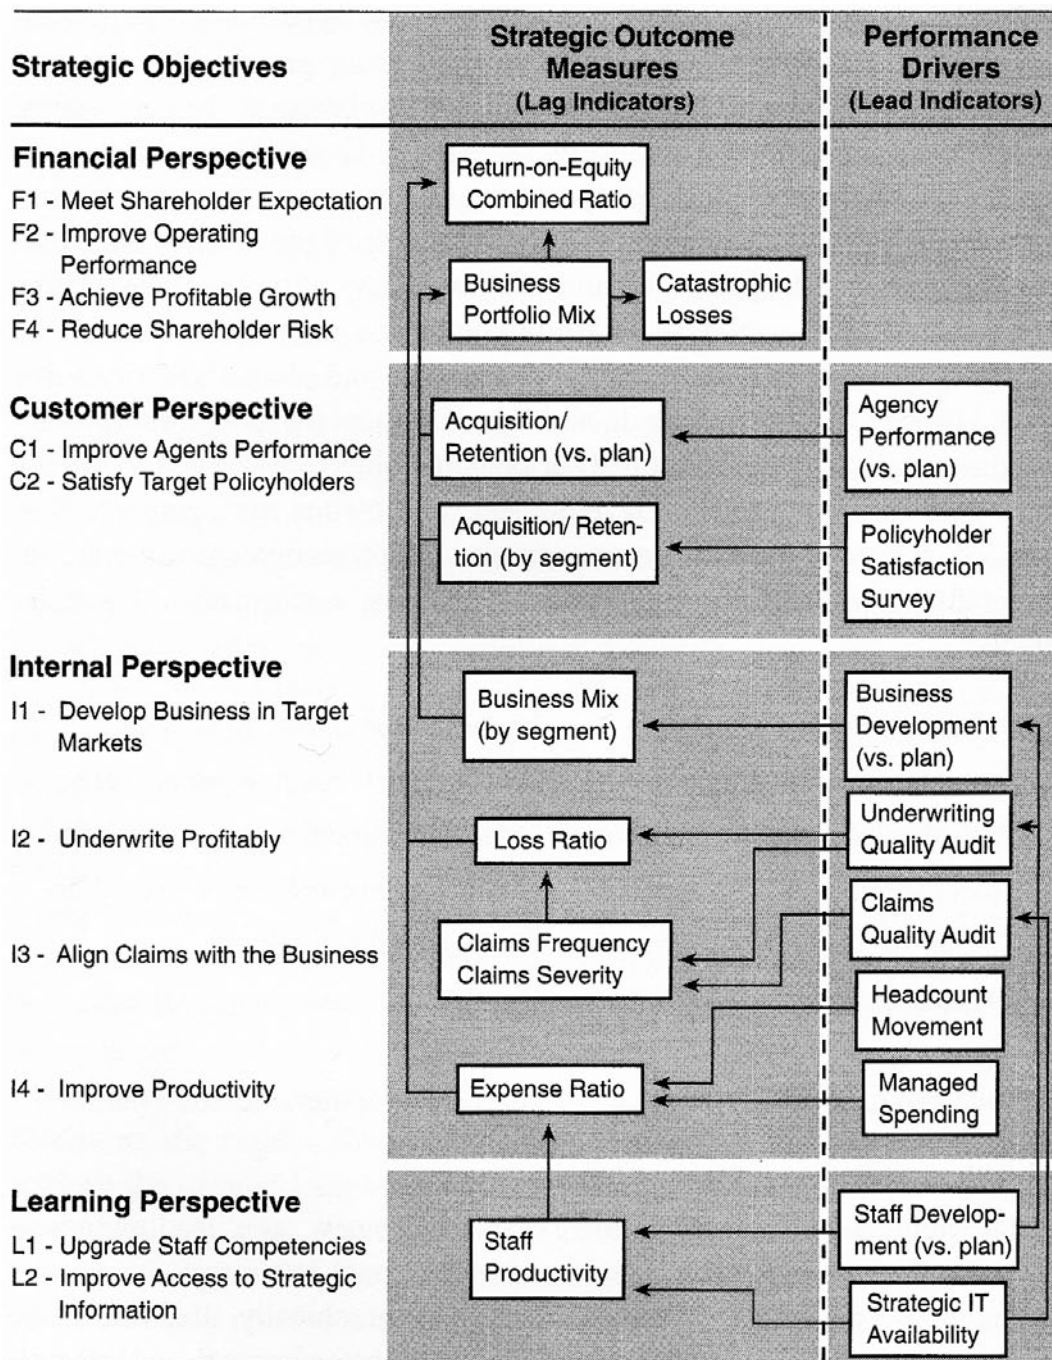 Strategic Objectives
Strategic Outcome
Measures
(Lag Indicators)
Performance
Drivers
(Lead Indicators)
Financial Perspective
F1 - Meet Shareholder Expectation
F2 - Improve Operating
Performance
F3 - Achieve Profitable Growth
F4 - Reduce Shareholder Risk
Return-on-Equity
Combined Ratio
Business
Portfolio Mix
Catastrophic
Losses
Customer Perspective
C1 - Improve Agents Performance
C2 - Satisfy Target Policyholders
Acquisition/
Retention (vs. plan)
Agency
Performance
(vs. plan)
Acquisition/ Reten-
tion (by segment)
Policyholder
Satisfaction
Survey
Internal Perspective
I1 - Develop Business in Target
Markets
Business Mix
(by segment)
Business
Development
(vs. plan)
I2 - Underwrite Profitably
Loss Ratio
Underwriting
Quality Audit
Claims
Quality Audit
I3 - Align Claims with the Business
Claims Frequency
Claims Severity
Headcount
Movement
I4 - Improve Productivity
Expense Ratio
Managed
Spending
Learning Perspective
L1 - Upgrade Staff Competencies
L2 - Improve Access to Strategic
Information
Staff
Productivity
Staff Develop-
ment (vs. plan)
Strategic IT
Availability